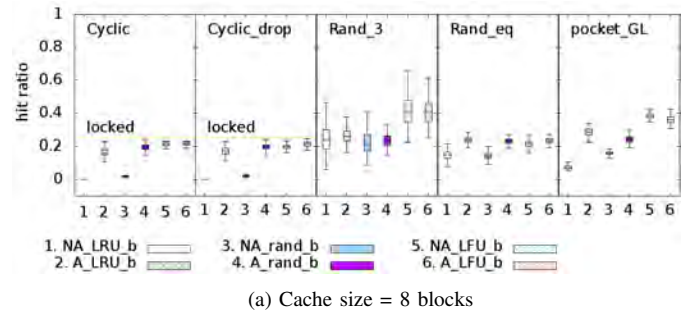 Cyclic Cyclic_drop Rand_3 Rand_eq pocket_GL
hit ratio
1
0.8
0.6
0.4
0.2
0
locked locked
1 2 3 4 5 6 1 2 3 4 5 6 1 2 3 4 5 6 1 2 3 4 5 6 1 2 3 4 5 6
1. NA_LRU_b 3. NA_rand_b 5. NA_LFU_b
2. A_LRU_b 4. A_rand_b 6. A_LFU_b
(a) Cache size = 8 blocks